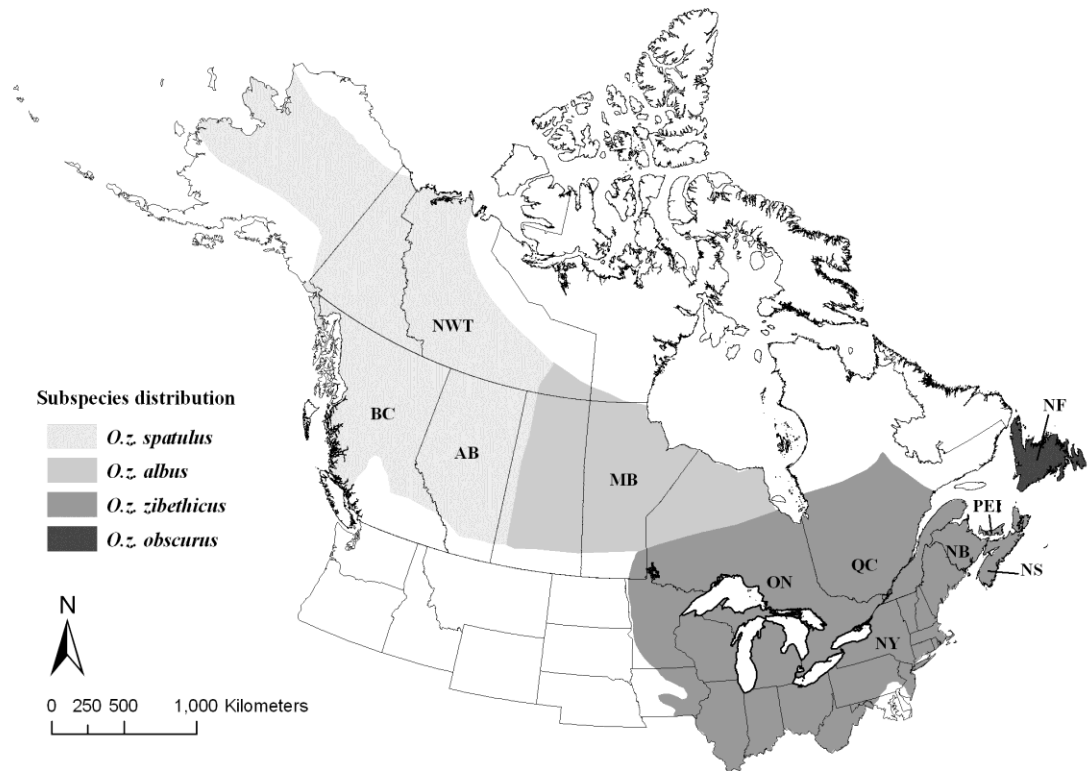 NWT
BC
AB
MB
ON
QC
NY
NB
NS
PEI
NF
Subspecies distribution
O.z. spatulus
O.z. albus
O.z. zibethicus
O.z. obscurus
N
0 250 500 1,000 Kilometers